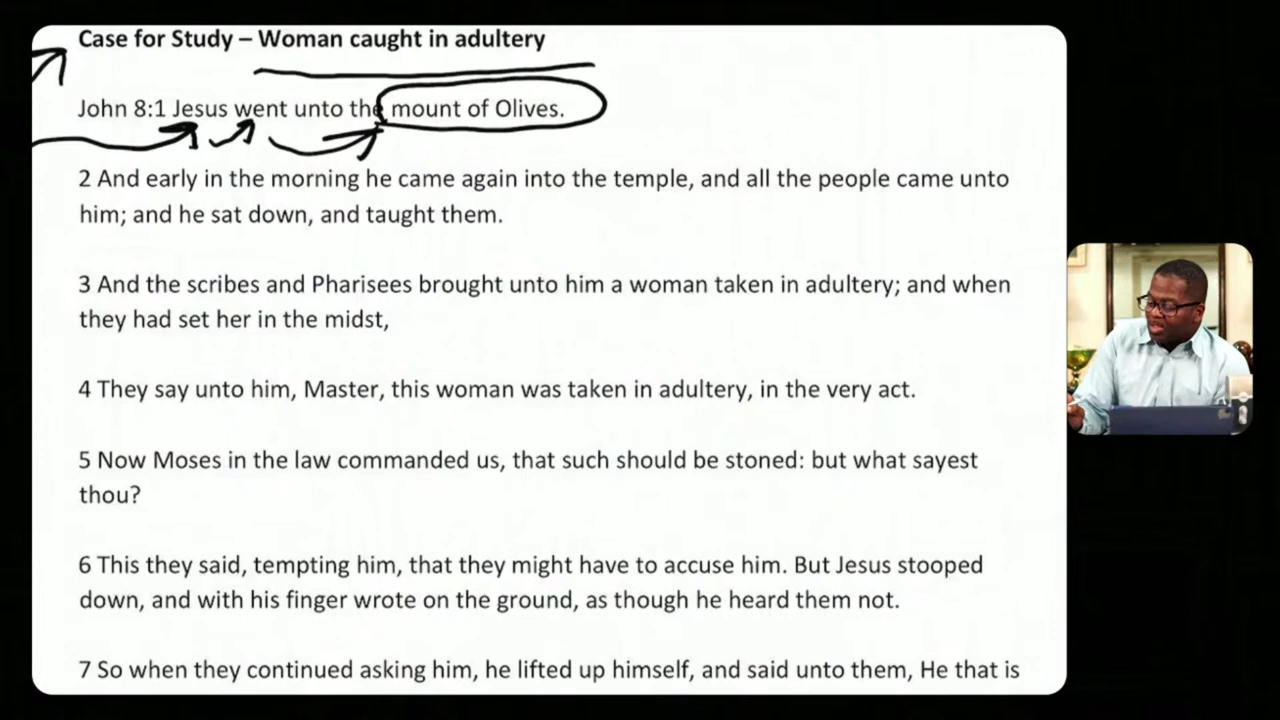 Case for Study – Woman caught in adultery
John 8:1 Jesus went unto the mount of Olives.
2 And early in the morning he came again into the temple, and all the people came unto
him; and he sat down, and taught them.
3 And the scribes and Pharisees brought unto him a woman taken in adultery; and when
they had set her in the midst,
4 They say unto him, Master, this woman was taken in adultery, in the very act.
5 Now Moses in the law commanded us, that such should be stoned: but what sayest
thou?
6 This they said, tempting him, that they might have to accuse him. But Jesus stooped
down, and with his finger wrote on the ground, as though he heard them not.
7 So when they continued asking him, he lifted up himself, and said unto them, He that is